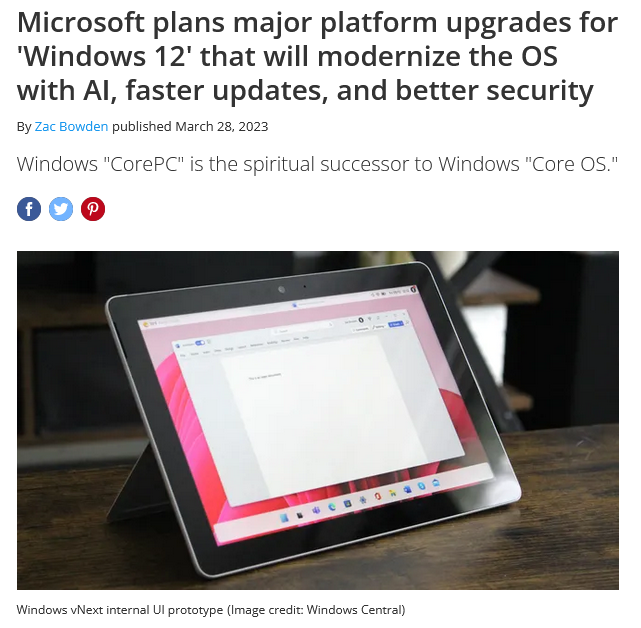 Microsoft plans major platform upgrades for
'Windows 12' that will modernize the OS
with AI, faster updates, and better security
By Zac Bowden published March 28, 2023
Windows "CorePC" is the spiritual successor to Windows "Core OS."
Windows vNext internal UI prototype (Image credit: Windows Central)